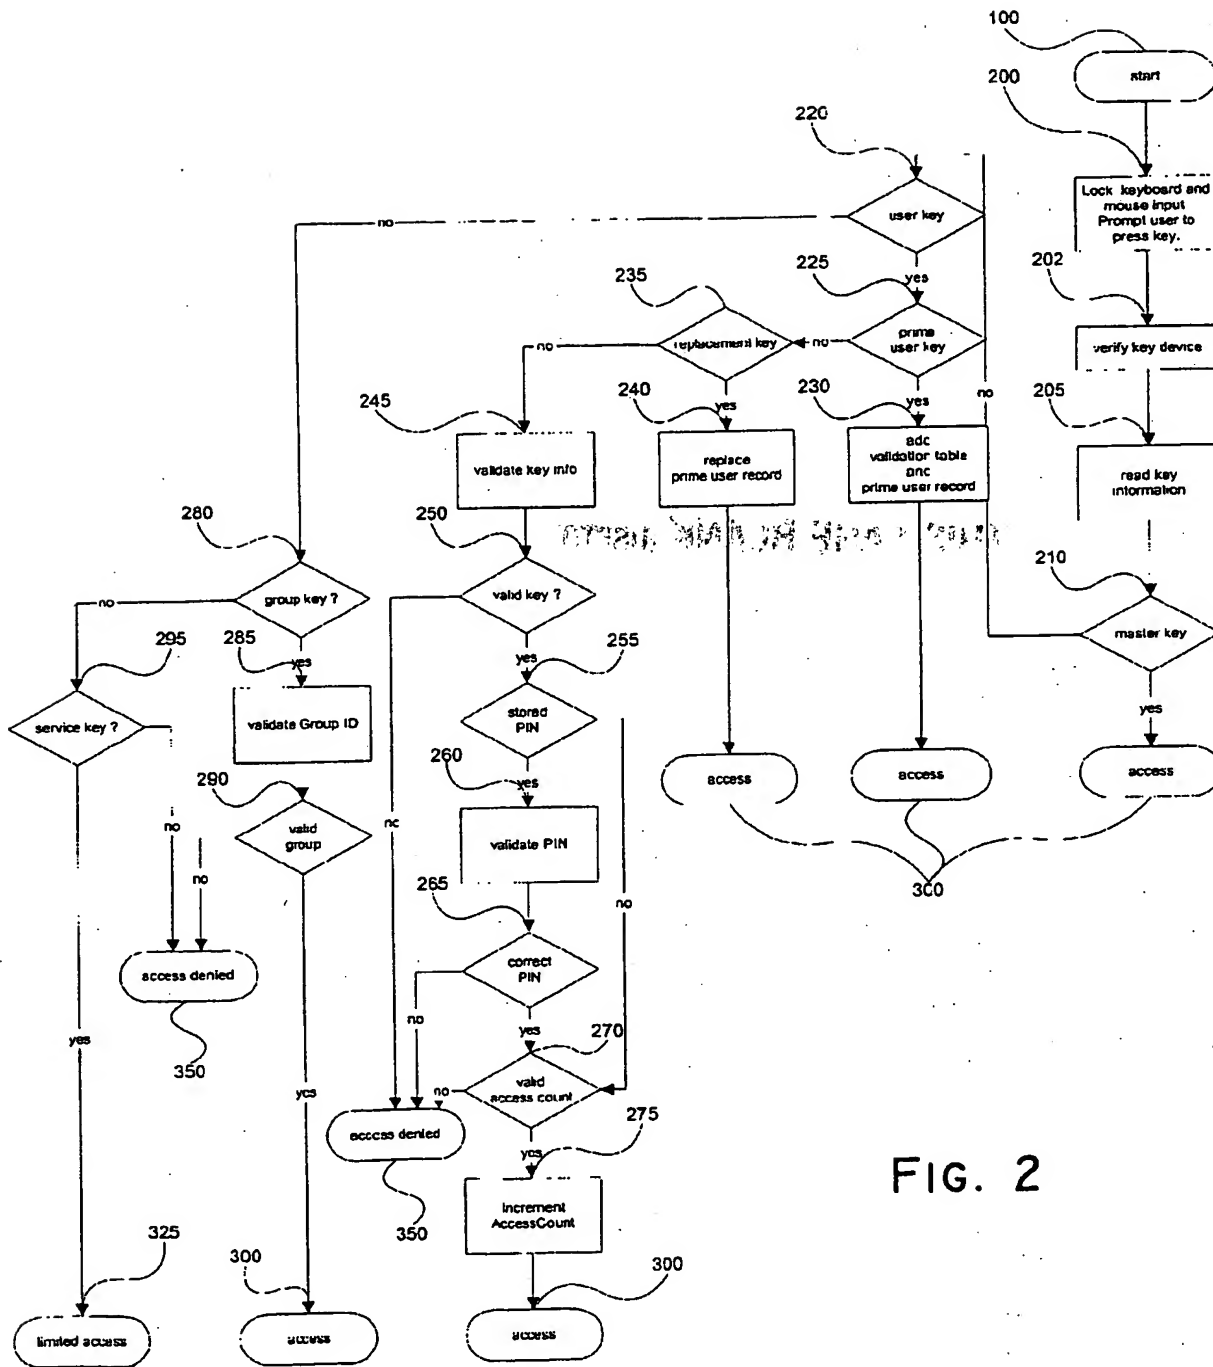 100
start
200
220
Lock keyboard and
mouse input
Prompt user to
press key.
no
user key
202
yes
235
225
prime
user key
no
replacement key
no
verify key device
no
205
245
240
yes
230
yes
validate key info
replace
prime user record
adc
validation table
anc
prime user record
read key
information
280
250
210
no
group key ?
valid key ?
master key
295
285
yes
yes
255
service key ?
validate Group ID
stored
PIN
yes
260
yes
access
access
access
290
no
no
nc
valid
group
validate PIN
300
265
no
access denied
correct
PIN
yes
no
yes
270
350
ycs
no
valid
access count
access denied
275
ycs
350
Increment
AccessCount
FIG. 2
325
300
300
limited access
access
access